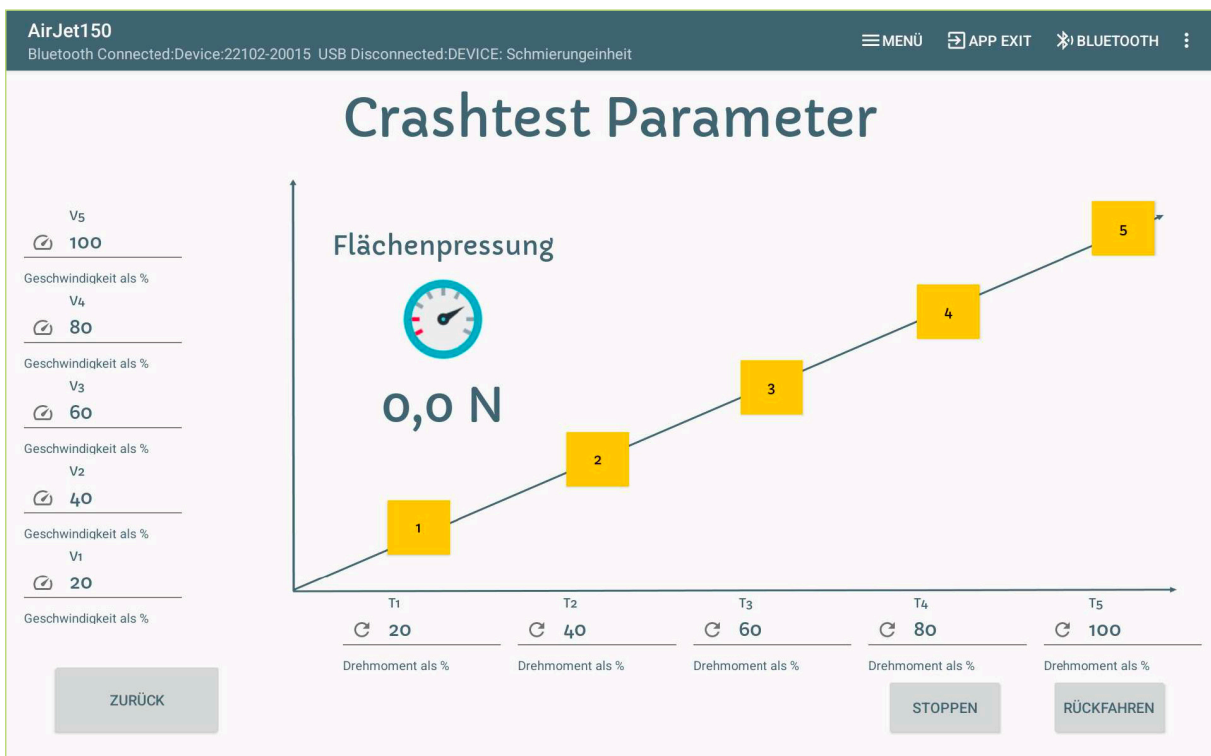 AirJet150
Bluetooth Connected:Device:22102-20015 USB Disconnected:DEVICE: Schmierungeinheit
MENÜ APP EXIT BLUETOOTH
Crashtest Parameter
V5
100
Geschwindigkeit als %
V4
80
Geschwindigkeit als %
V3
60
Geschwindigkeit als %
V2
40
Geschwindigkeit als %
V1
20
Geschwindigkeit als %
Flächenpressung
0,0 N
5
4
3
2
1
T1
20
Drehmoment als %
T2
40
Drehmoment als %
T3
60
Drehmoment als %
T4
80
Drehmoment als %
T5
100
Drehmoment als %
ZURÜCK
STOPPEN
RÜCKFAHREN